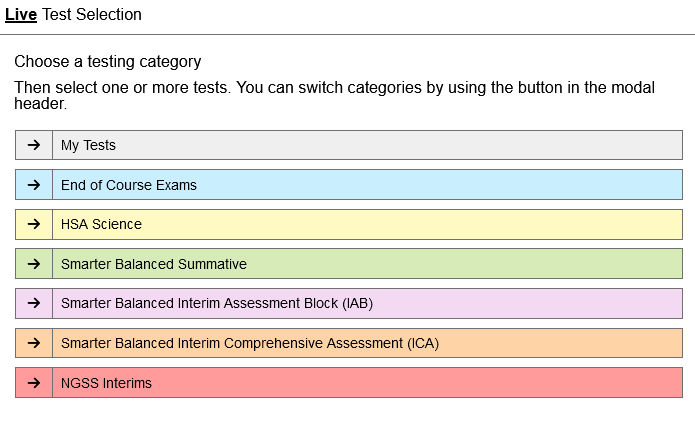 Live Test Selection
Choose a testing category
Then select one or more tests. You can switch categories by using the button in the modal
header.
My Tests
End of Course Exams
HSA Science
Smarter Balanced Summative
Smarter Balanced Interim Assessment Block (IAB)
Smarter Balanced Interim Comprehensive Assessment (ICA)
NGSS Interims